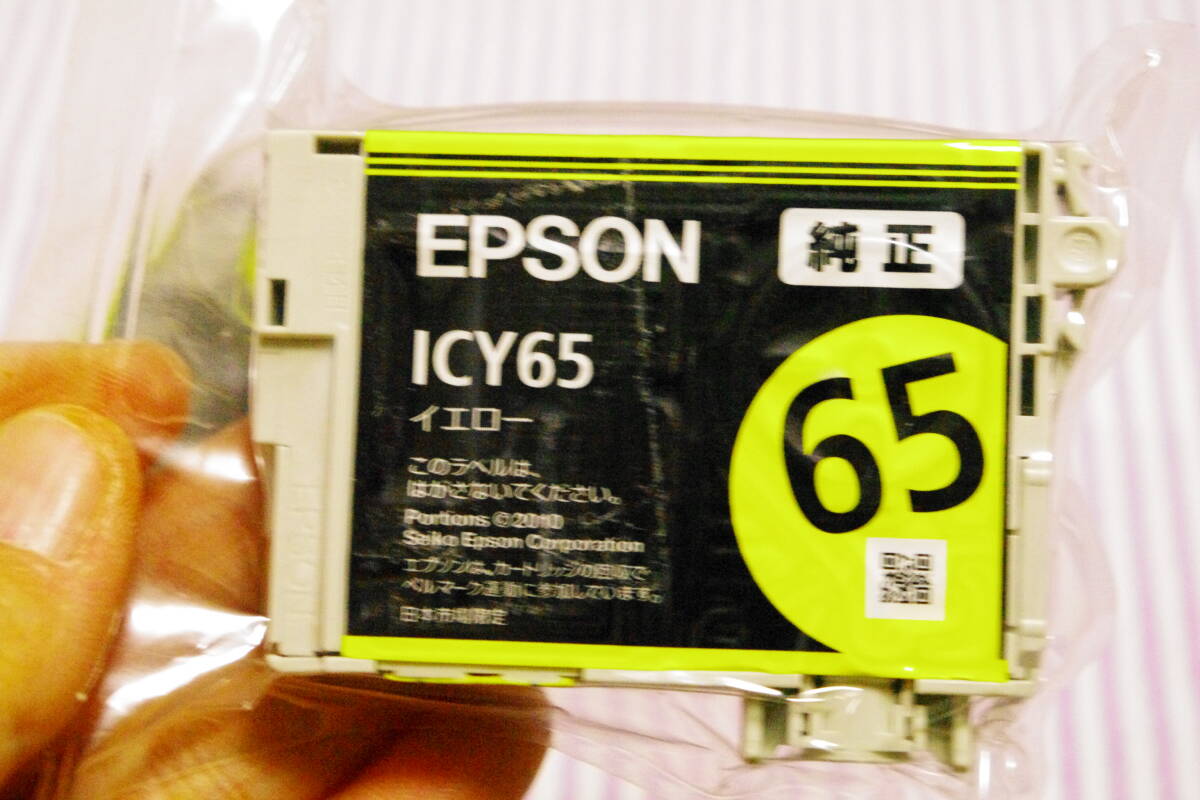 EPSON
純正
ICY65
イエロー
65
このラベルは、
はがさないでください。
Portions ©2010
Seiko Epson Corporation
エプソンは、カートリッジの回収で
ベルマーク運動に参加しています。
日本市場限定